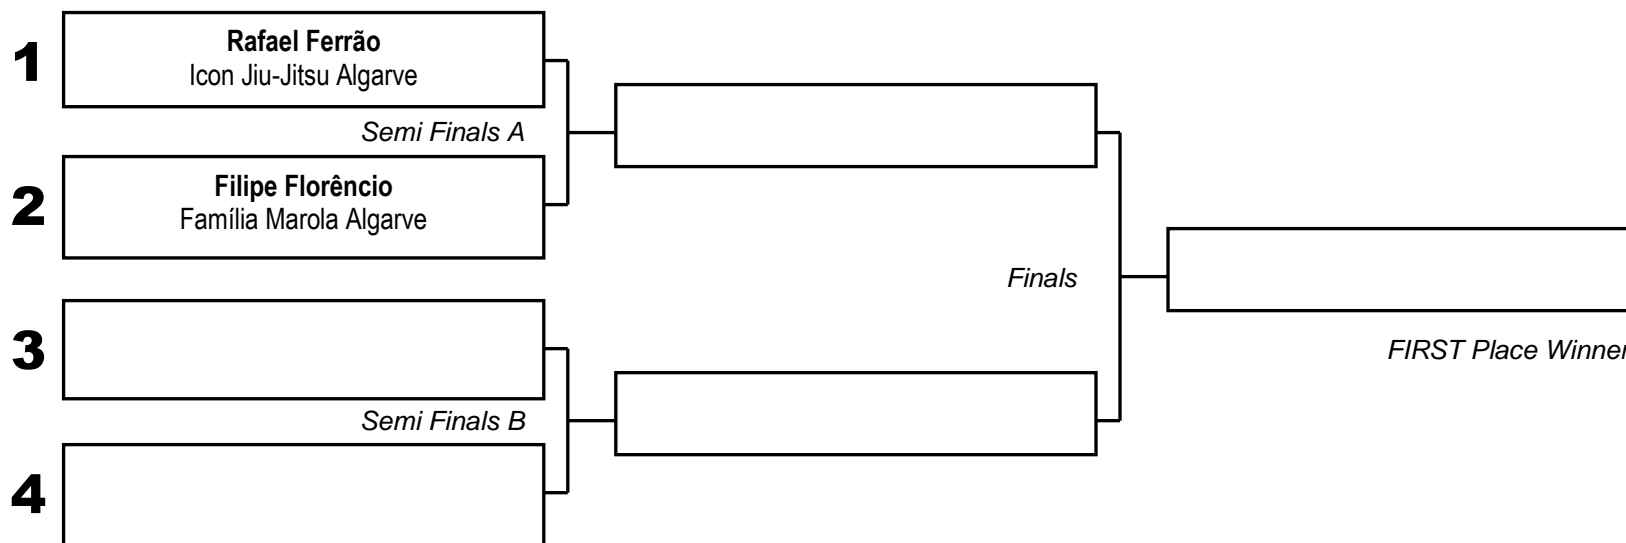 1
Rafael Ferrão
Icon Jiu-Jitsu Algarve
Semi Finals A
2
Filipe Florêncio
Família Marola Algarve
Finals
3
FIRST Place Winner
Semi Finals B
4